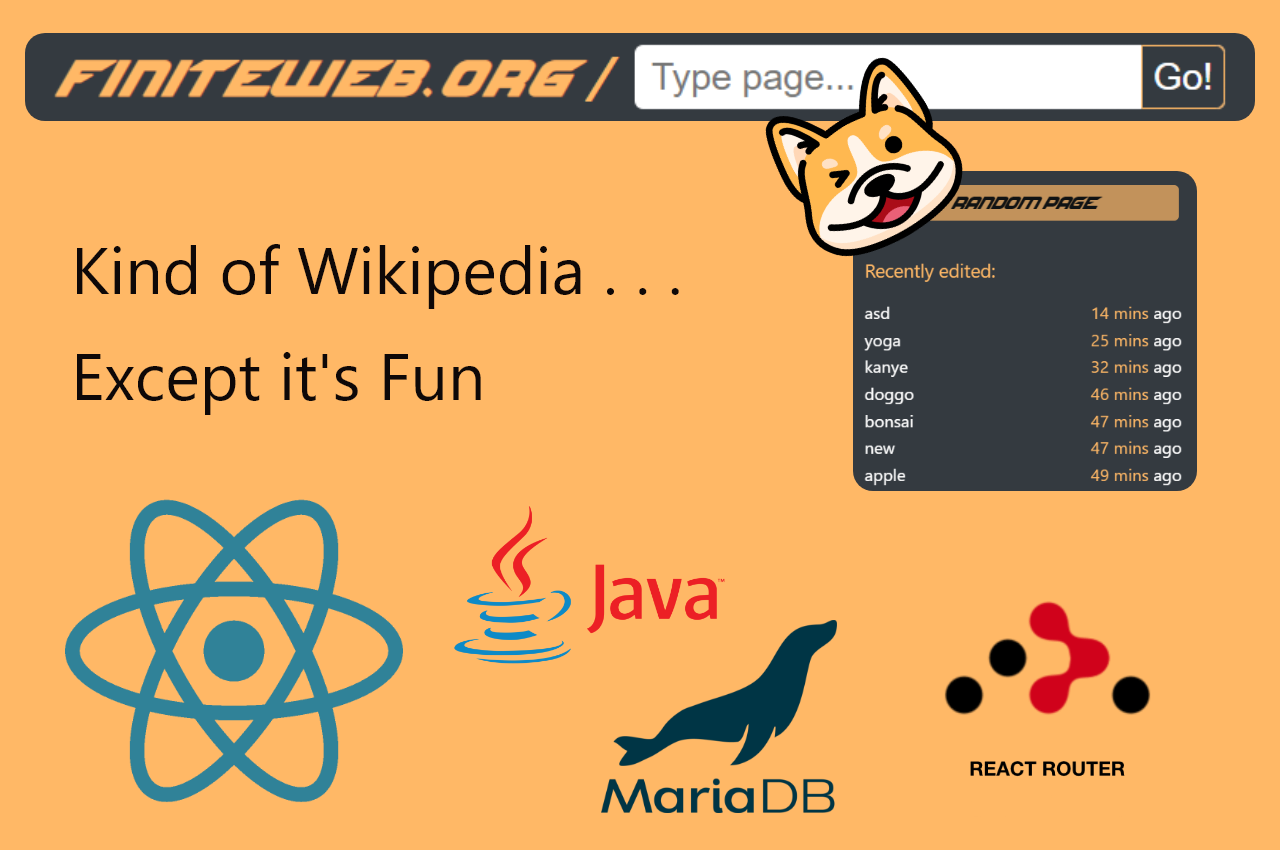 FINITEWEB.ORG / Type page... Go!
RANDOM PAGE
Kind of Wikipedia . . .
Except it's Fun
Recently edited:
asd 14 mins ago
yoga 25 mins ago
kanye 32 mins ago
doggo 46 mins ago
bonsai 47 mins ago
new 47 mins ago
apple 49 mins ago
Java™
MariaDB
REACT ROUTER